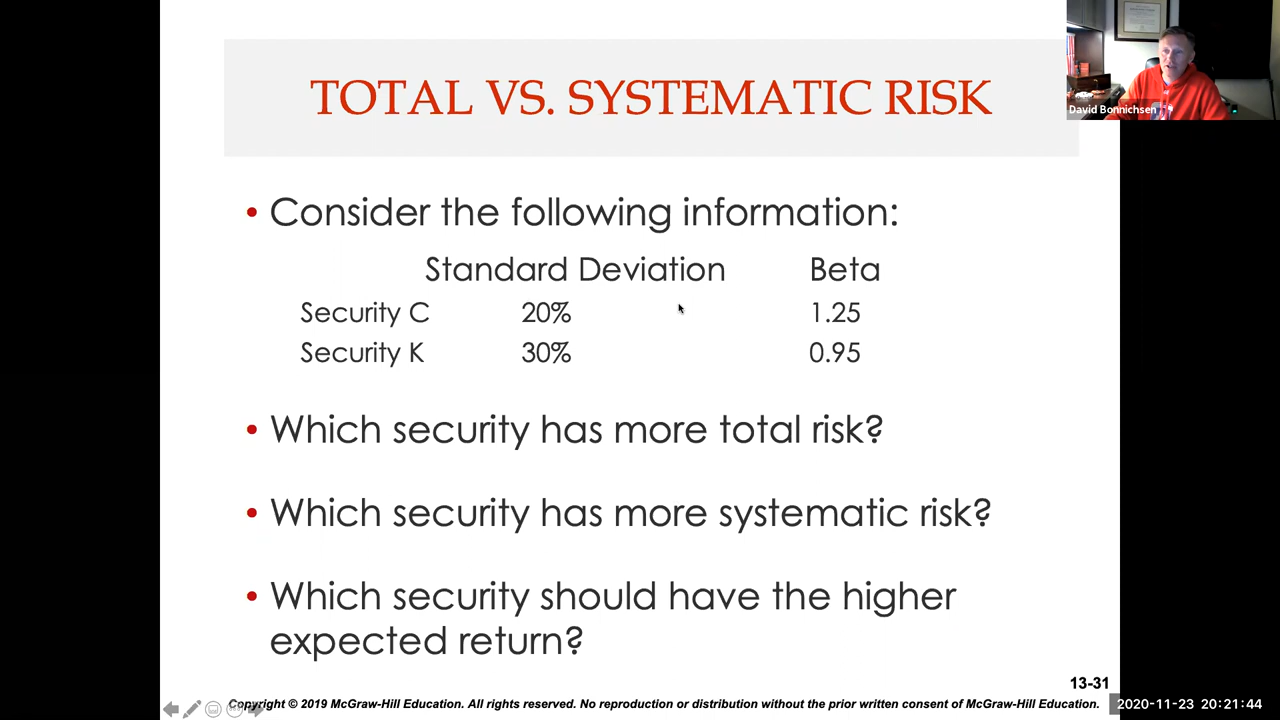 TOTAL VS. SYSTEMATIC RISK
David Bonnichsen
• Consider the following information:
Standard Deviation Beta
Security C 20% 1.25
Security K 30% 0.95
• Which security has more total risk?
• Which security has more systematic risk?
• Which security should have the higher
expected return?
13-31
Copyright © 2019 McGraw-Hill Education. All rights reserved. No reproduction or distribution without the prior written consent of McGraw-Hill Education.
2020-11-23 20:21:44